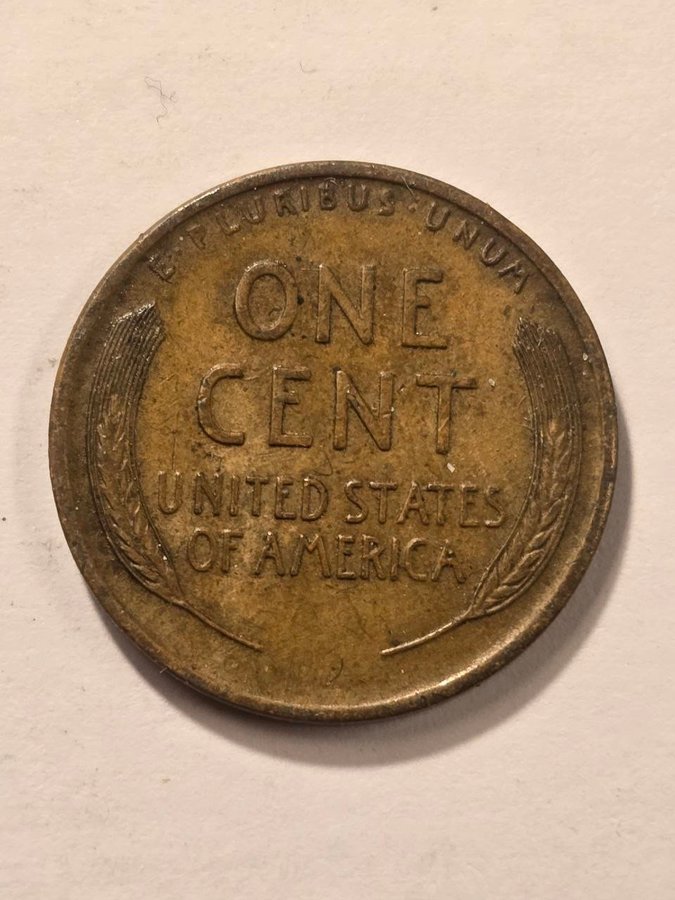 E·PLURIBUS·UNUM
ONE
CENT
UNITED STATES
OF AMERICA